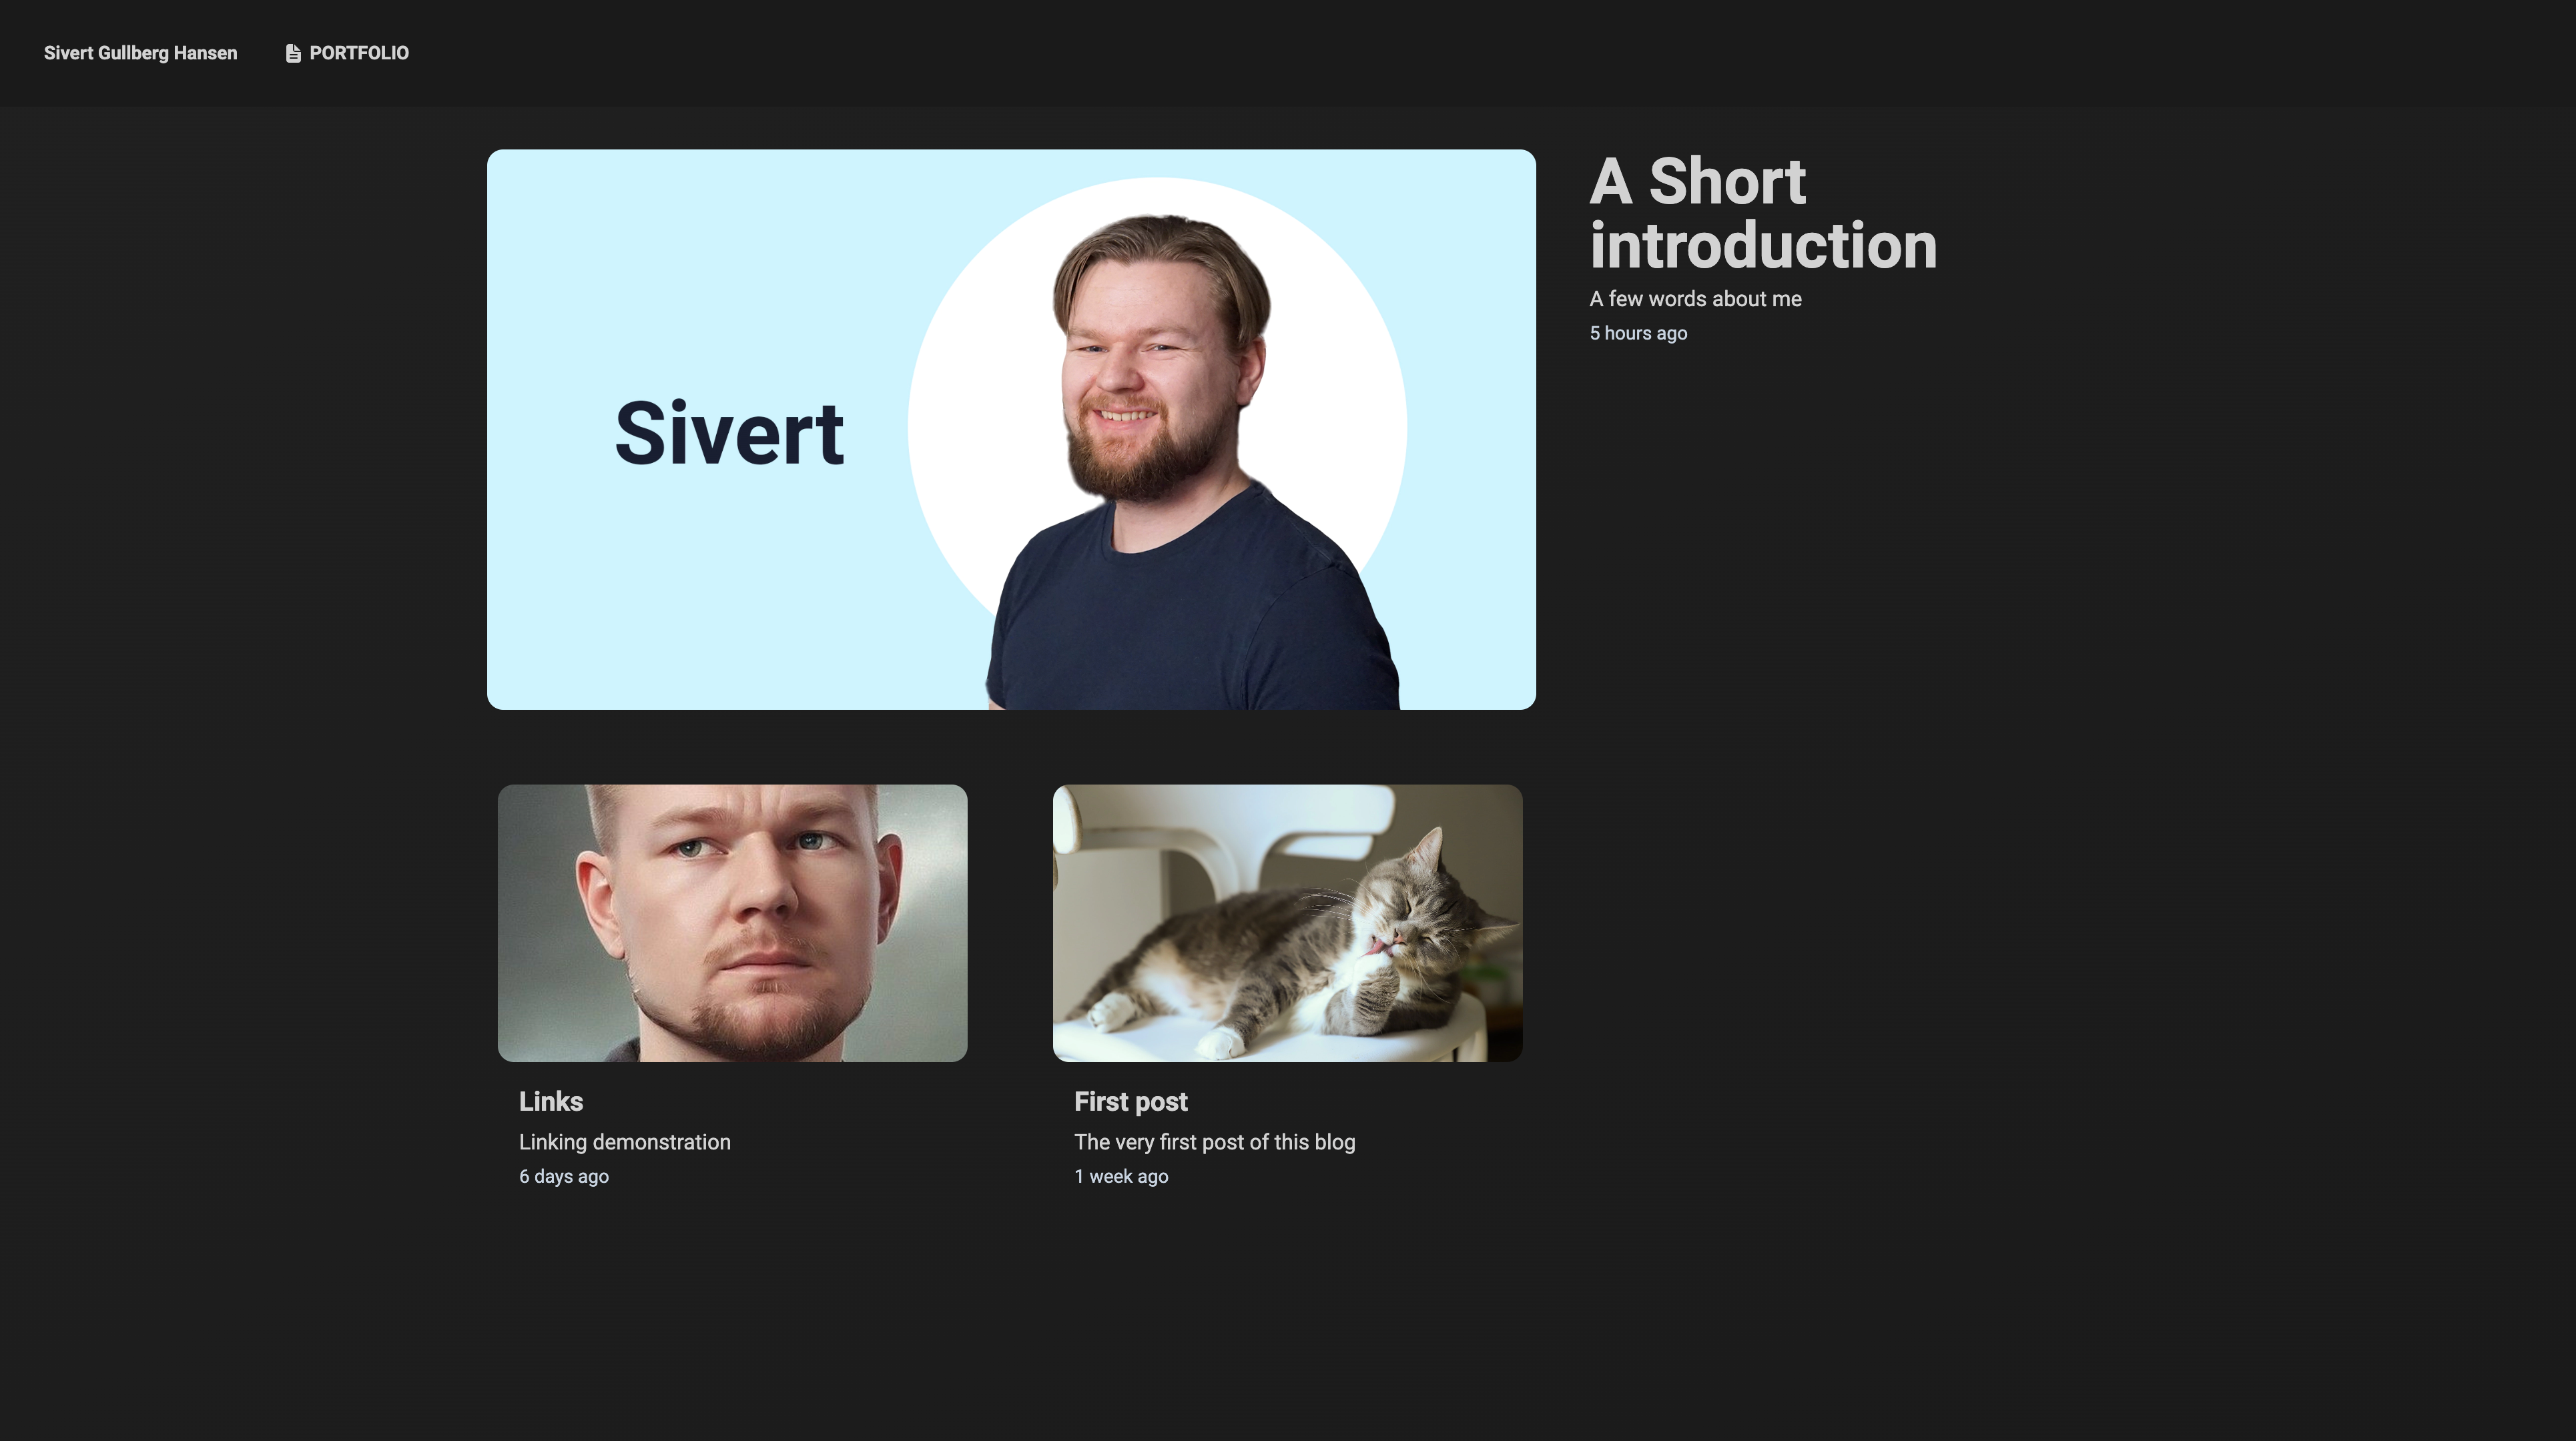 Sivert Gullberg Hansen
PORTFOLIO
Sivert
A Short
introduction
A few words about me
5 hours ago
Links
Linking demonstration
6 days ago
First post
The very first post of this blog
1 week ago